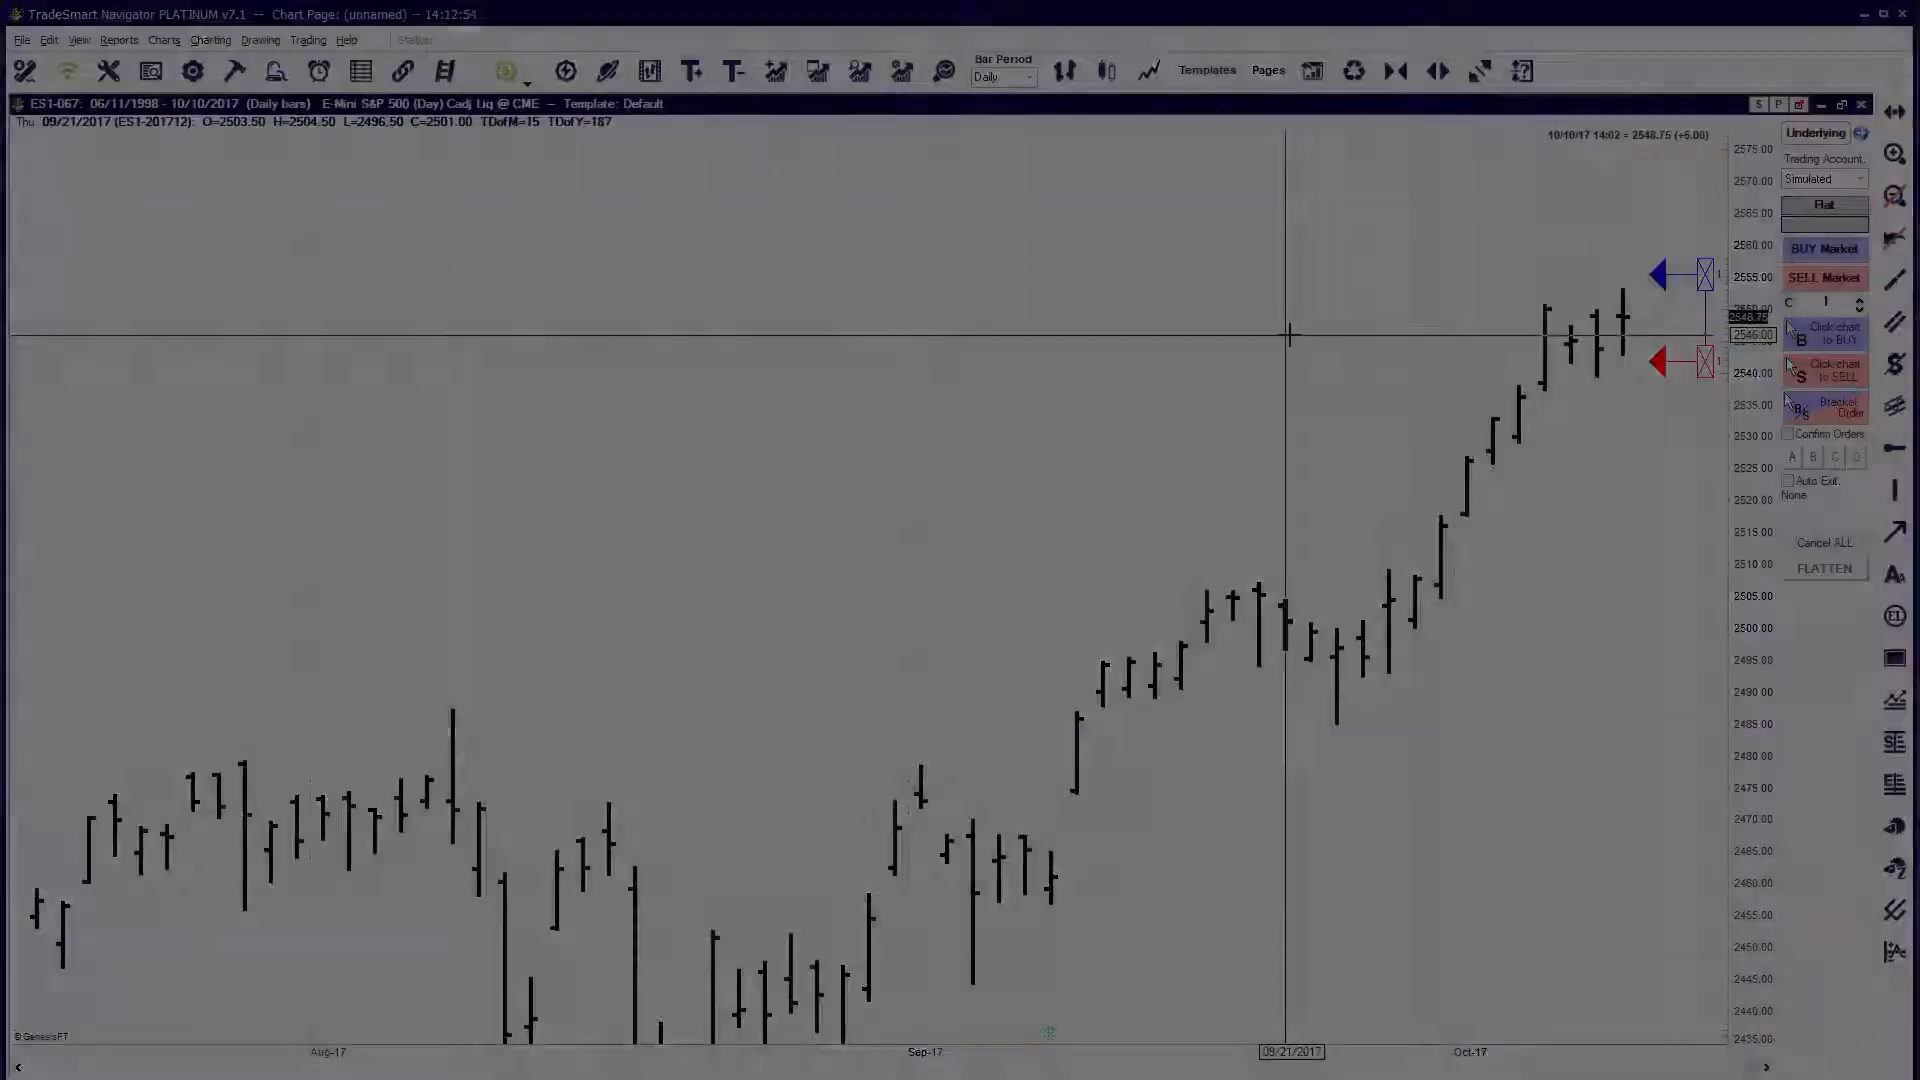 TradeSmart Navigator PLATINUM v7.1 -- Chart Page: (unnamed) -- 14:12:54
File Edit View Reports Charts Charting Drawing Trading Help Status:
Bar Period
Daily
Templates Pages
ES1-067: 06/11/1998 - 10/10/2017 (Daily bars) E-Mini S&P 500 (Day) Cadj Liq @ CME -- Template: Default
S P
Thu 09/21/2017 (ES1-201712): O=2503.50 H=2504.50 L=2496.50 C=2501.00 TDofM=15 TDofY=187
10/10/17 14:02 = 2548.75 (+5.00)
2575.00
2570.00
2565.00
2560.00
2555.00
2550.00
2548.75
2546.00
2540.00
2535.00
2530.00
2525.00
2520.00
2515.00
2510.00
2505.00
2500.00
2495.00
2490.00
2485.00
2480.00
2475.00
2470.00
2465.00
2460.00
2455.00
2450.00
2445.00
2440.00
2435.00
1
1
Underlying
Trading Account:
Simulated
Flat
BUY Market
SELL Market
C 1
B Click chart
to BUY
S Click chart
to SELL
B/S Bracket
Order
Confirm Orders
A B C D
Auto Exit:
None
Cancel ALL
FLATTEN
© GenesisFT
Aug-17 Sep-17 09/21/2017 Oct-17